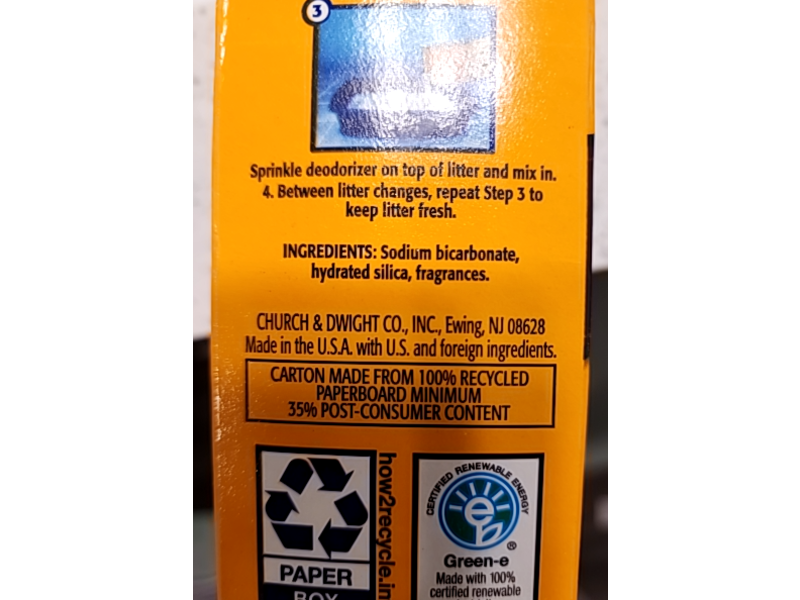 3
Sprinkle deodorizer on top of litter and mix in.
4. Between litter changes, repeat Step 3 to
keep litter fresh.
INGREDIENTS: Sodium bicarbonate,
hydrated silica, fragrances.
CHURCH & DWIGHT CO., INC., Ewing, NJ 08628
Made in the U.S.A. with U.S. and foreign ingredients.
CARTON MADE FROM 100% RECYCLED
PAPERBOARD MINIMUM
35% POST-CONSUMER CONTENT
PAPER
BOX
how2recycle.in
CERTIFIED RENEWABLE ENERGY
e
®
Green-e
Made with 100%
certified renewable